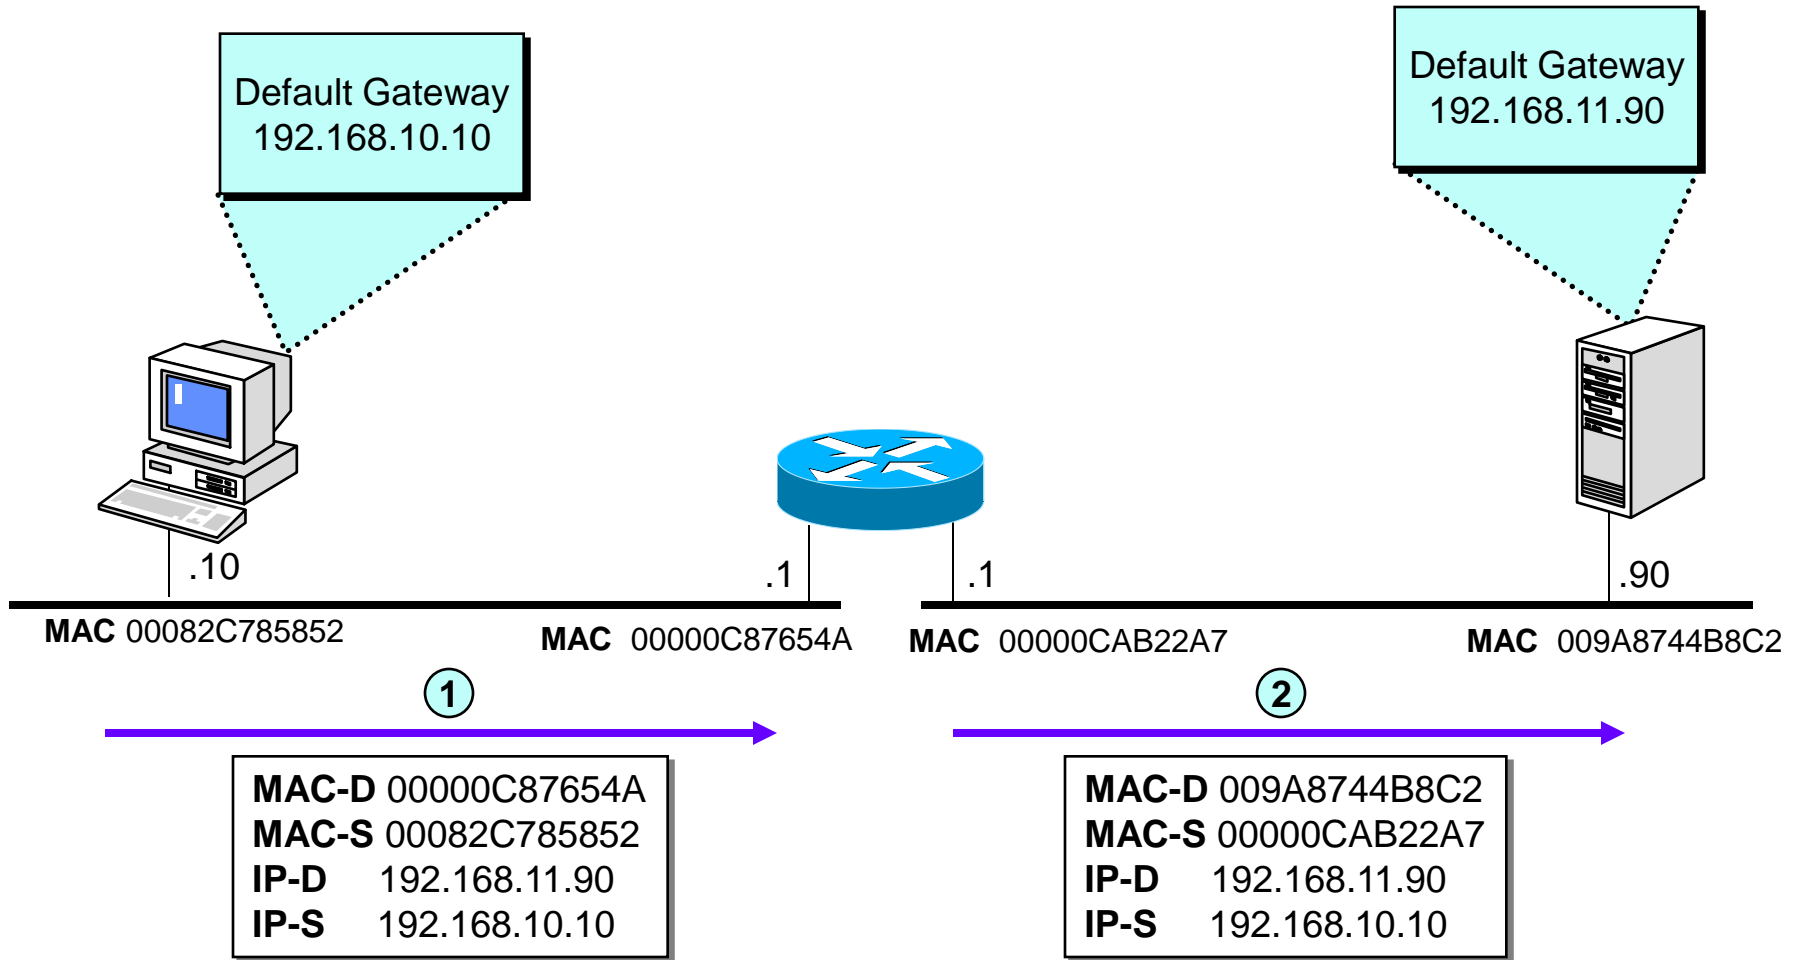 Default Gateway
192.168.10.10
Default Gateway
192.168.11.90
.10
.1
.1
.90
MAC 00082C785852
MAC 00000C87654A
MAC 00000CAB22A7
MAC 009A8744B8C2
1
2
MAC-D 00000C87654A
MAC-S 00082C785852
IP-D 192.168.11.90
IP-S 192.168.10.10
MAC-D 009A8744B8C2
MAC-S 00000CAB22A7
IP-D 192.168.11.90
IP-S 192.168.10.10